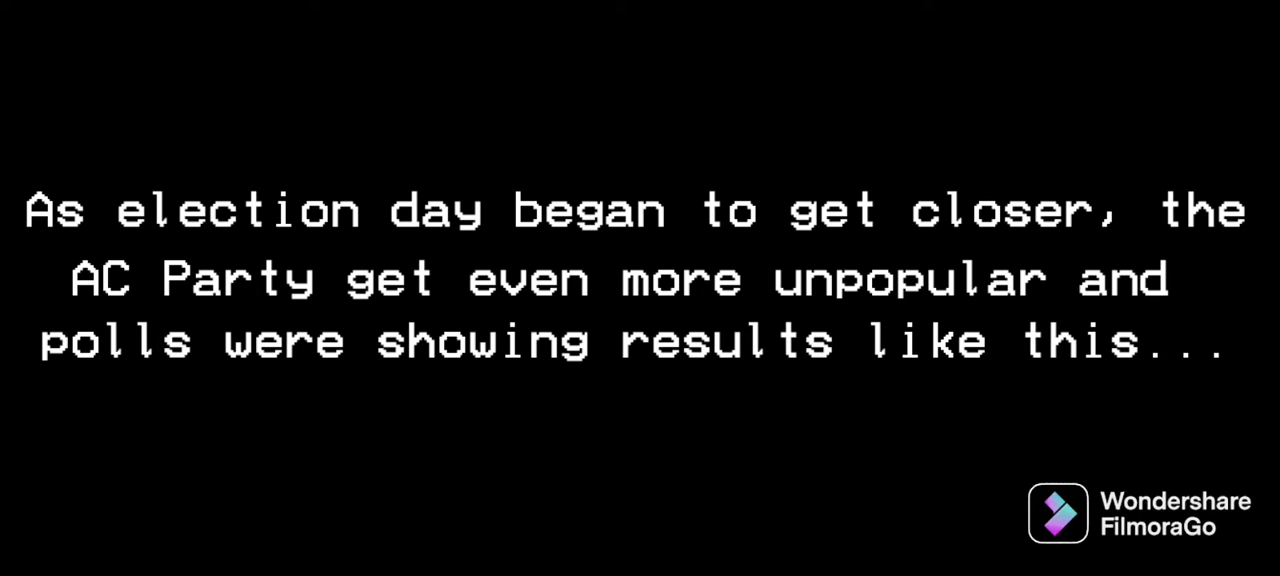 As election day began to get closer, the
AC Party get even more unpopular and
polls were showing results like this...
Wondershare
FilmoraGo